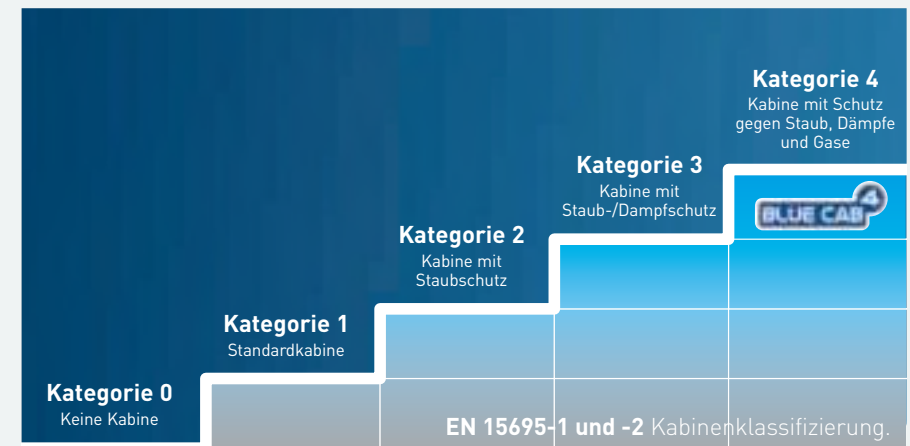 Kategorie 4
Kabine mit Schutz
gegen Staub, Dämpfe
und Gase
Kategorie 3
Kabine mit
Staub-/Dampfschutz
BLUE CAB 4
Kategorie 2
Kabine mit
Staubschutz
Kategorie 1
Standardkabine
Kategorie 0
Keine Kabine
EN 15695-1 und -2 Kabinenklassifizierung.